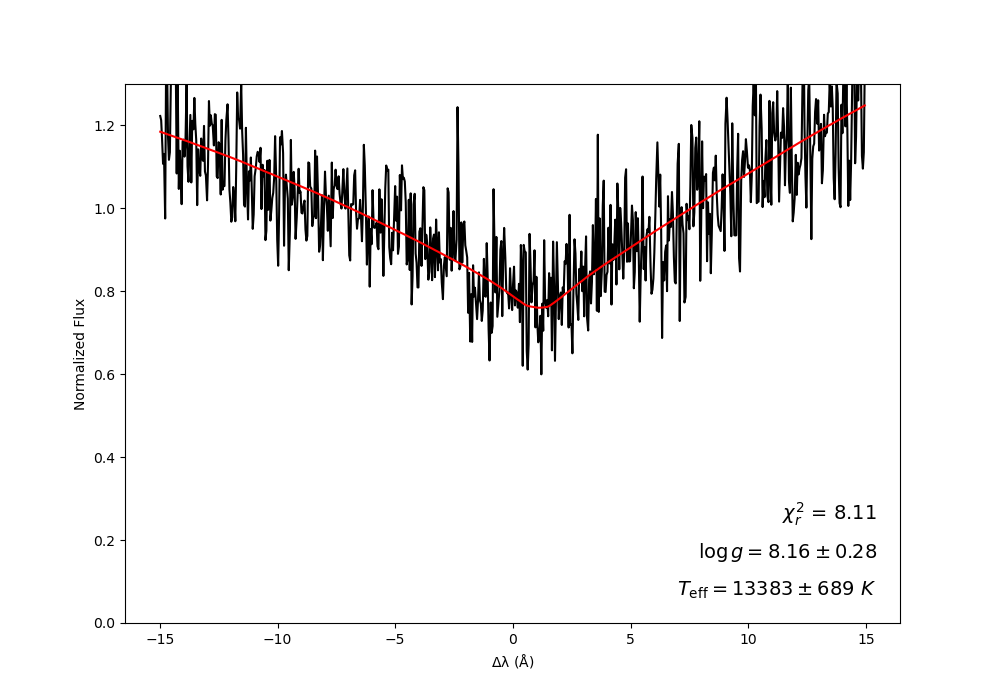 1.2
1.0
0.8
0.6
0.4
0.2
0.0
Normalized Flux
χ²ᵣ = 8.11
log g = 8.16 ± 0.28
T_eff = 13383 ± 689 K
−15 −10 −5 0 5 10 15
Δλ (Å)